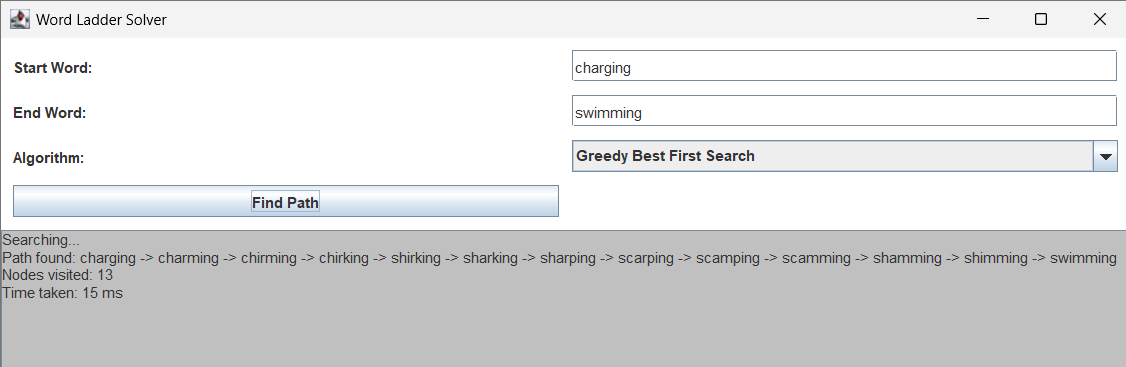 Word Ladder Solver
Start Word: charging
End Word: swimming
Algorithm: Greedy Best First Search
Find Path
Searching...
Path found: charging -> charming -> chirming -> chirking -> shirking -> sharking -> sharping -> scarping -> scamping -> scamming -> shamming -> shimming -> swimming
Nodes visited: 13
Time taken: 15 ms